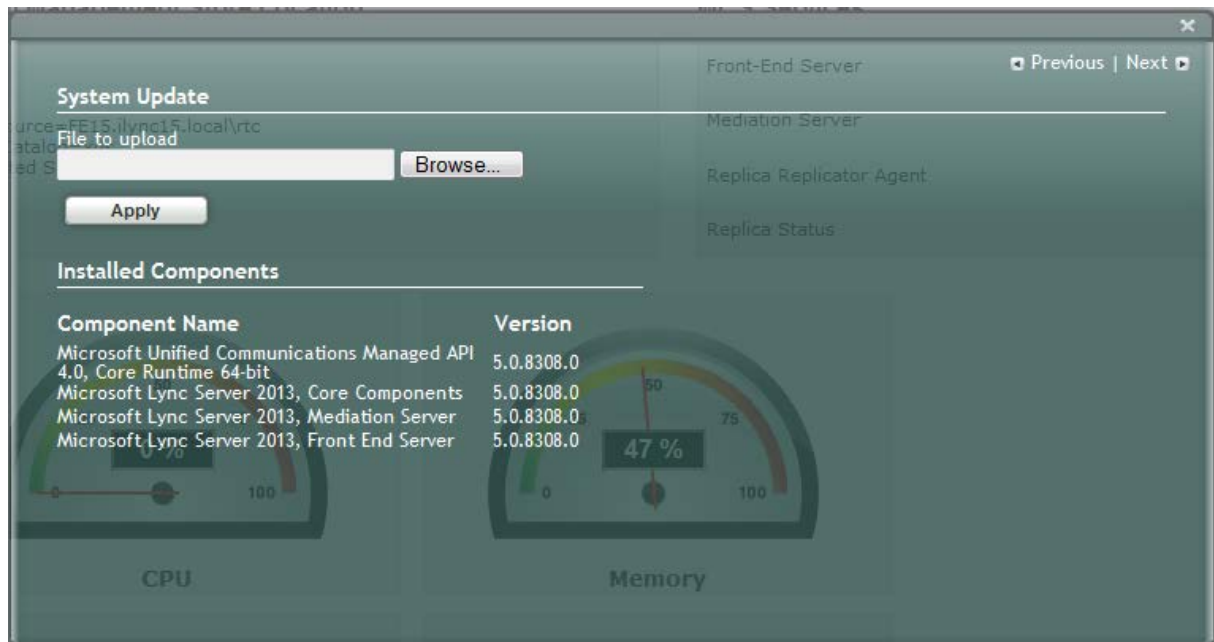 Previous | Next
Front-End Server
System Update
Mediation Server
File to upload
Browse...
Replica Replicator Agent
Apply
Replica Status
Installed Components
Component Name Version
Microsoft Unified Communications Managed API
4.0, Core Runtime 64-bit 5.0.8308.0
Microsoft Lync Server 2013, Core Components 5.0.8308.0
Microsoft Lync Server 2013, Mediation Server 5.0.8308.0
Microsoft Lync Server 2013, Front End Server 5.0.8308.0
50
50
75
0 %
47 %
0
100
0
100
CPU
Memory